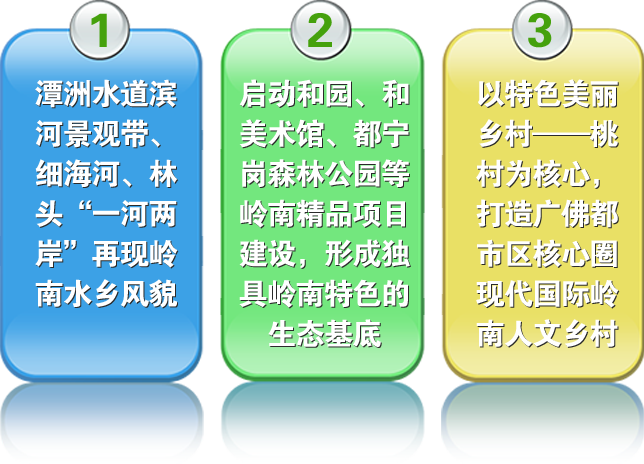 1
潭洲水道滨
河景观带、
细海河、林
头“一河两
岸”再现岭
南水乡风貌
2
启动和园、和
美术馆、都宁
岗森林公园等
岭南精品项目
建设，形成独
具岭南特色的
生态基底
3
以特色美丽
乡村——桃
村为核心，
打造广佛都
市区核心圈
现代国际岭
南人文乡村